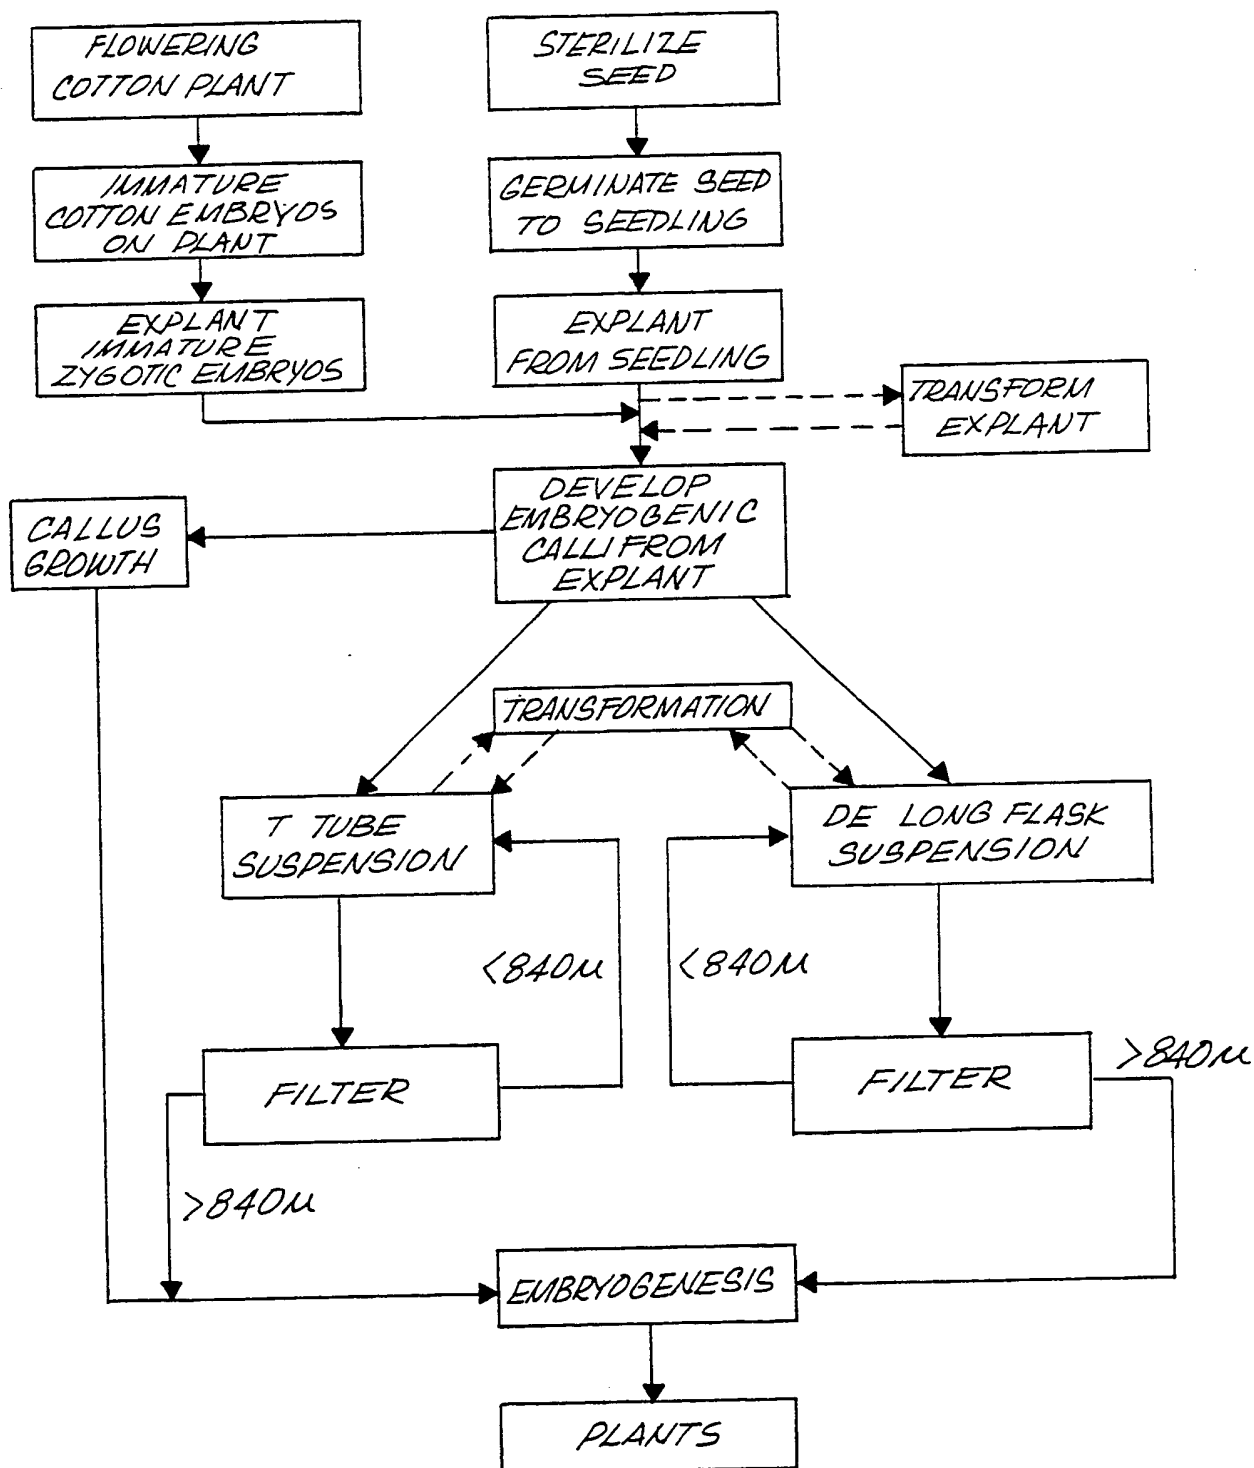 FLOWERING
COTTON PLANT
STERILIZE
SEED
IMMATURE
COTTON EMBRYOS
ON PLANT
GERMINATE SEED
TO SEEDLING
EXPLANT
IMMATURE
ZYGOTIC EMBRYOS
EXPLANT
FROM SEEDLING
TRANSFORM
EXPLANT
DEVELOP
EMBRYOGENIC
CALLI FROM
EXPLANT
CALLUS
GROWTH
TRANSFORMATION
T TUBE
SUSPENSION
DE LONG FLASK
SUSPENSION
<840μ
<840μ
FILTER
FILTER
>840μ
>840μ
EMBRYOGENESIS
PLANTS